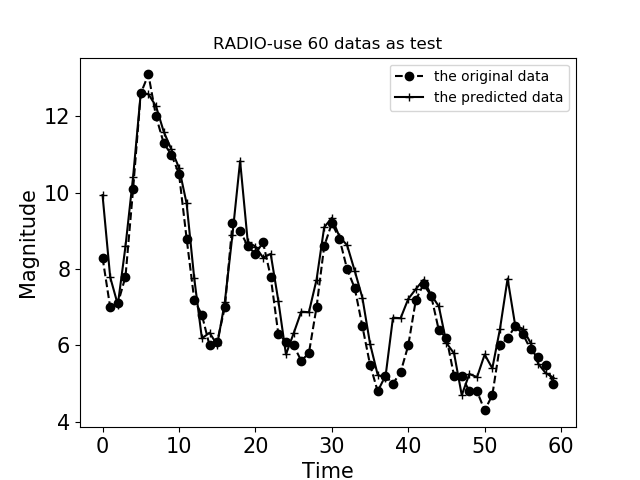 RADIO-use 60 datas as test
the original data
the predicted data
Magnitude
12
10
8
6
4
0 10 20 30 40 50 60
Time